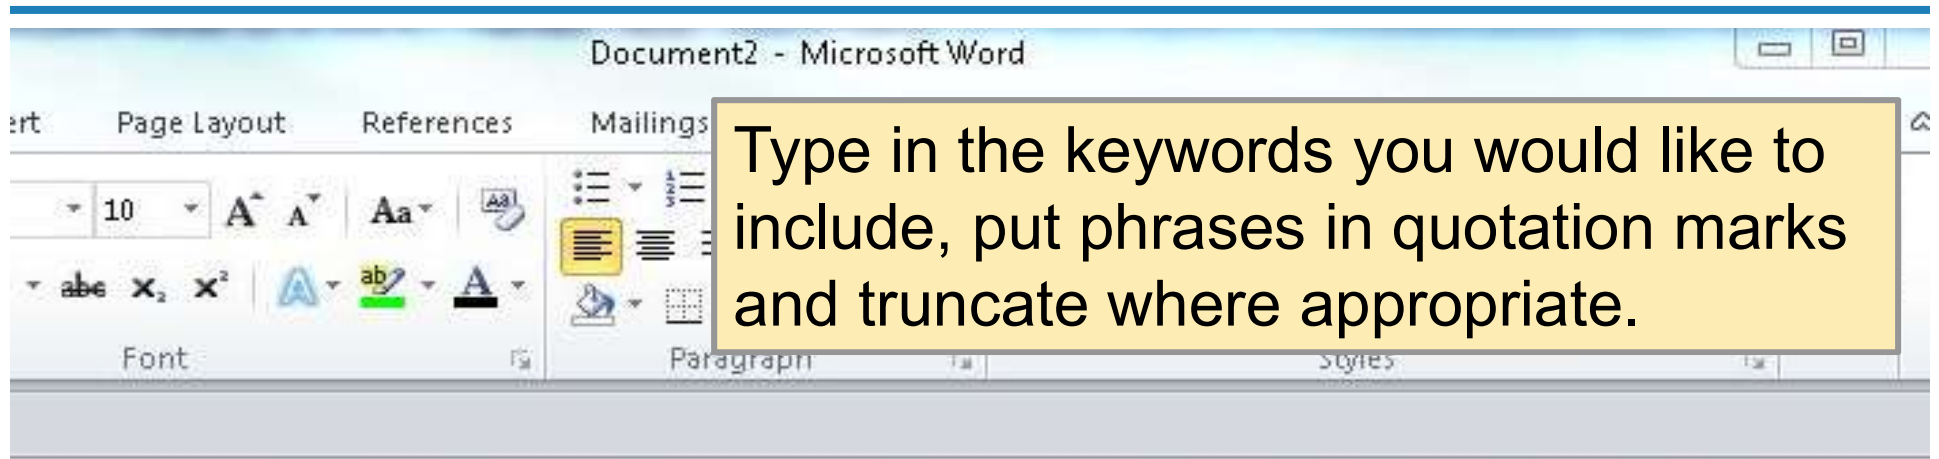 Document2 - Microsoft Word
ert Page Layout References Mailings
Type in the keywords you would like to
include, put phrases in quotation marks
and truncate where appropriate.
10 A A Aa Aa
abc X₂ X² A ab A
Font Paragraph Styles